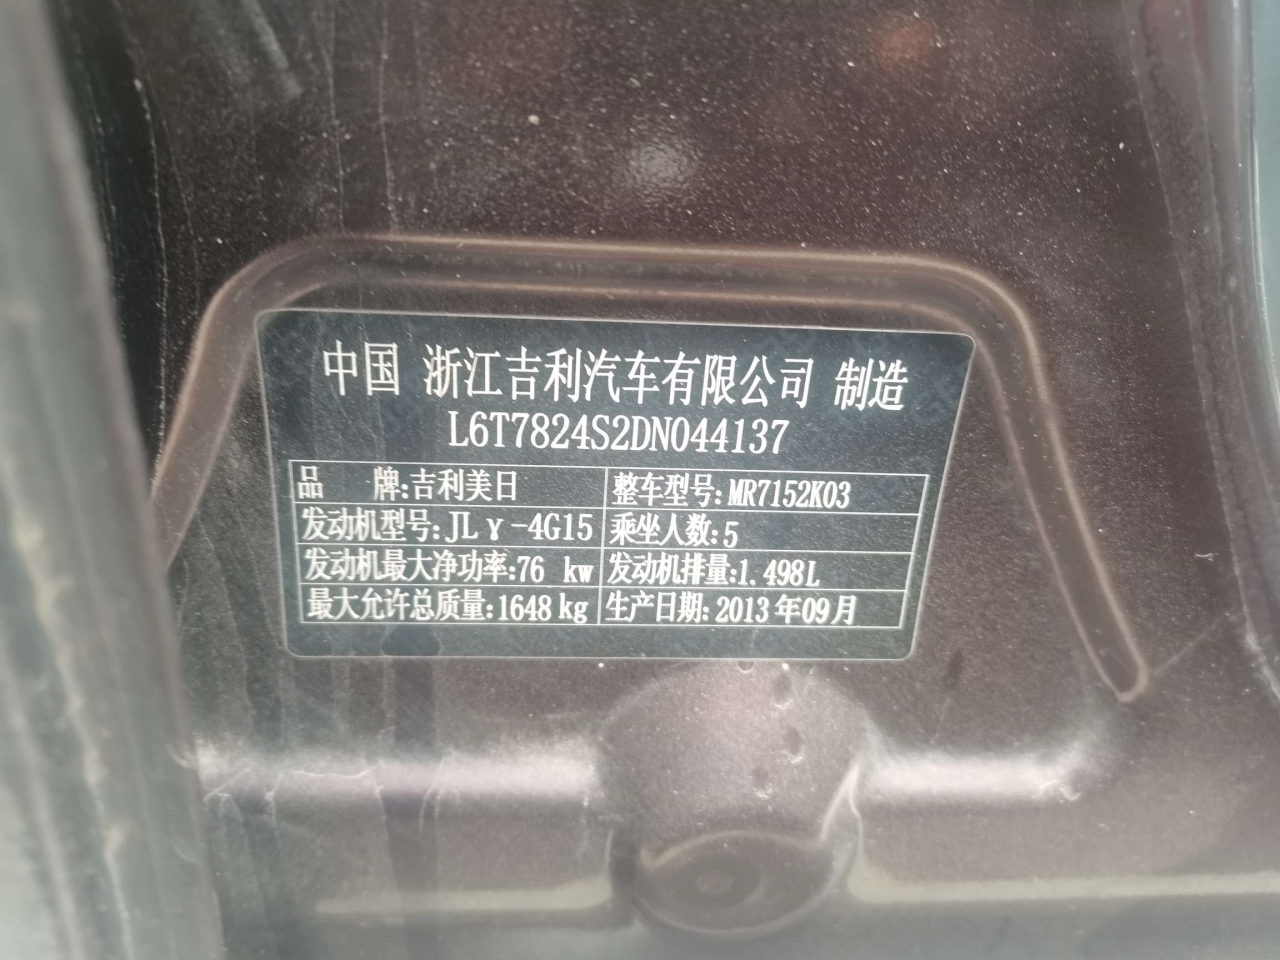 中国 浙江吉利汽车有限公司 制造
L6T7824S2DN044137
品 牌:吉利美日 整车型号:MR7152K03
发动机型号:JLγ-4G15 乘坐人数:5
发动机最大净功率:76 kw 发动机排量:1.498L
最大允许总质量:1648kg 生产日期:2013年09月